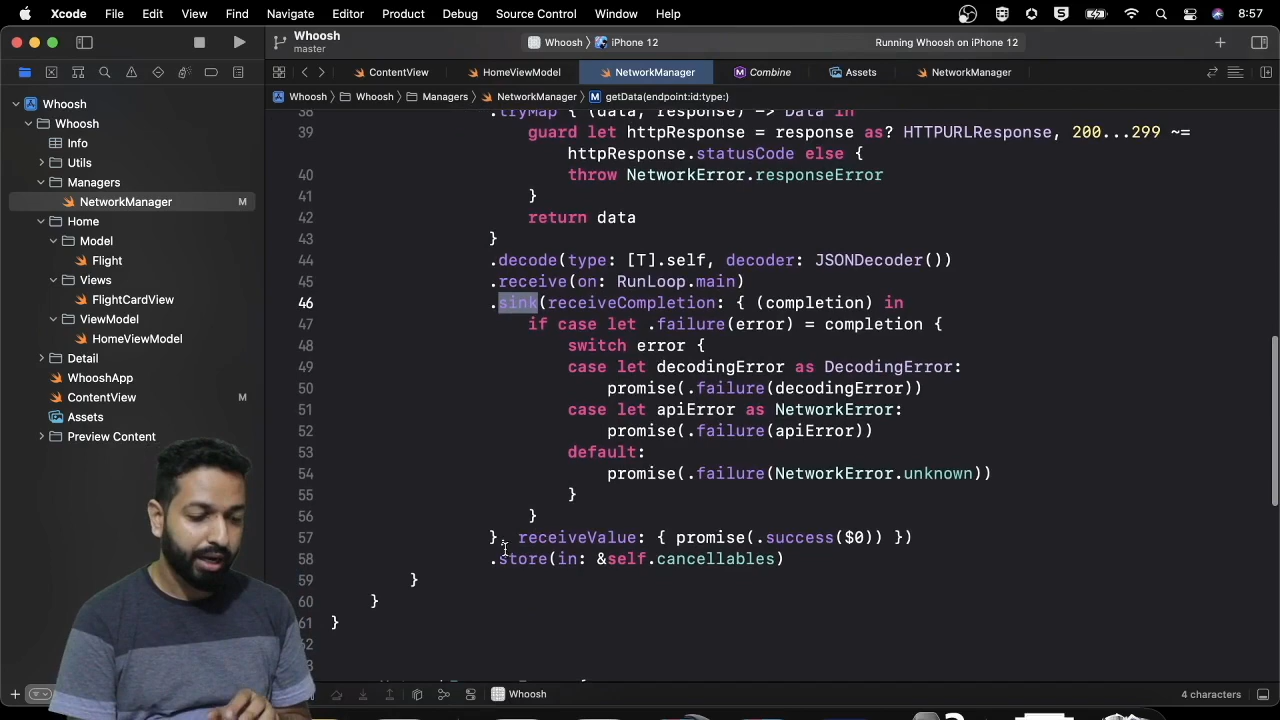 Xcode File Edit View Find Navigate Editor Product Debug Source Control Window Help 8:57
Whoosh
master
Whoosh iPhone 12
Running Whoosh on iPhone 12
ContentView HomeViewModel NetworkManager Combine Assets NetworkManager
Whoosh Whoosh Managers NetworkManager M getData(endpoint:id:type:)
Whoosh
Whoosh
Info
Utils
Managers
NetworkManager M
Home
Model
Flight
Views
FlightCardView
ViewModel
HomeViewModel
Detail
WhooshApp
ContentView M
Assets
Preview Content
38 .tryMap { (data, response) -> Data in
39 guard let httpResponse = response as? HTTPURLResponse, 200...299 ~=
httpResponse.statusCode else {
40 throw NetworkError.responseError
41 }
42 return data
43 }
44 .decode(type: [T].self, decoder: JSONDecoder())
45 .receive(on: RunLoop.main)
46 .sink(receiveCompletion: { (completion) in
47 if case let .failure(error) = completion {
48 switch error {
49 case let decodingError as DecodingError:
50 promise(.failure(decodingError))
51 case let apiError as NetworkError:
52 promise(.failure(apiError))
53 default:
54 promise(.failure(NetworkError.unknown))
55 }
56 }
57 }, receiveValue: { promise(.success($0)) })
58 .store(in: &self.cancellables)
59 }
60 }
61 }
62
Whoosh
4 characters